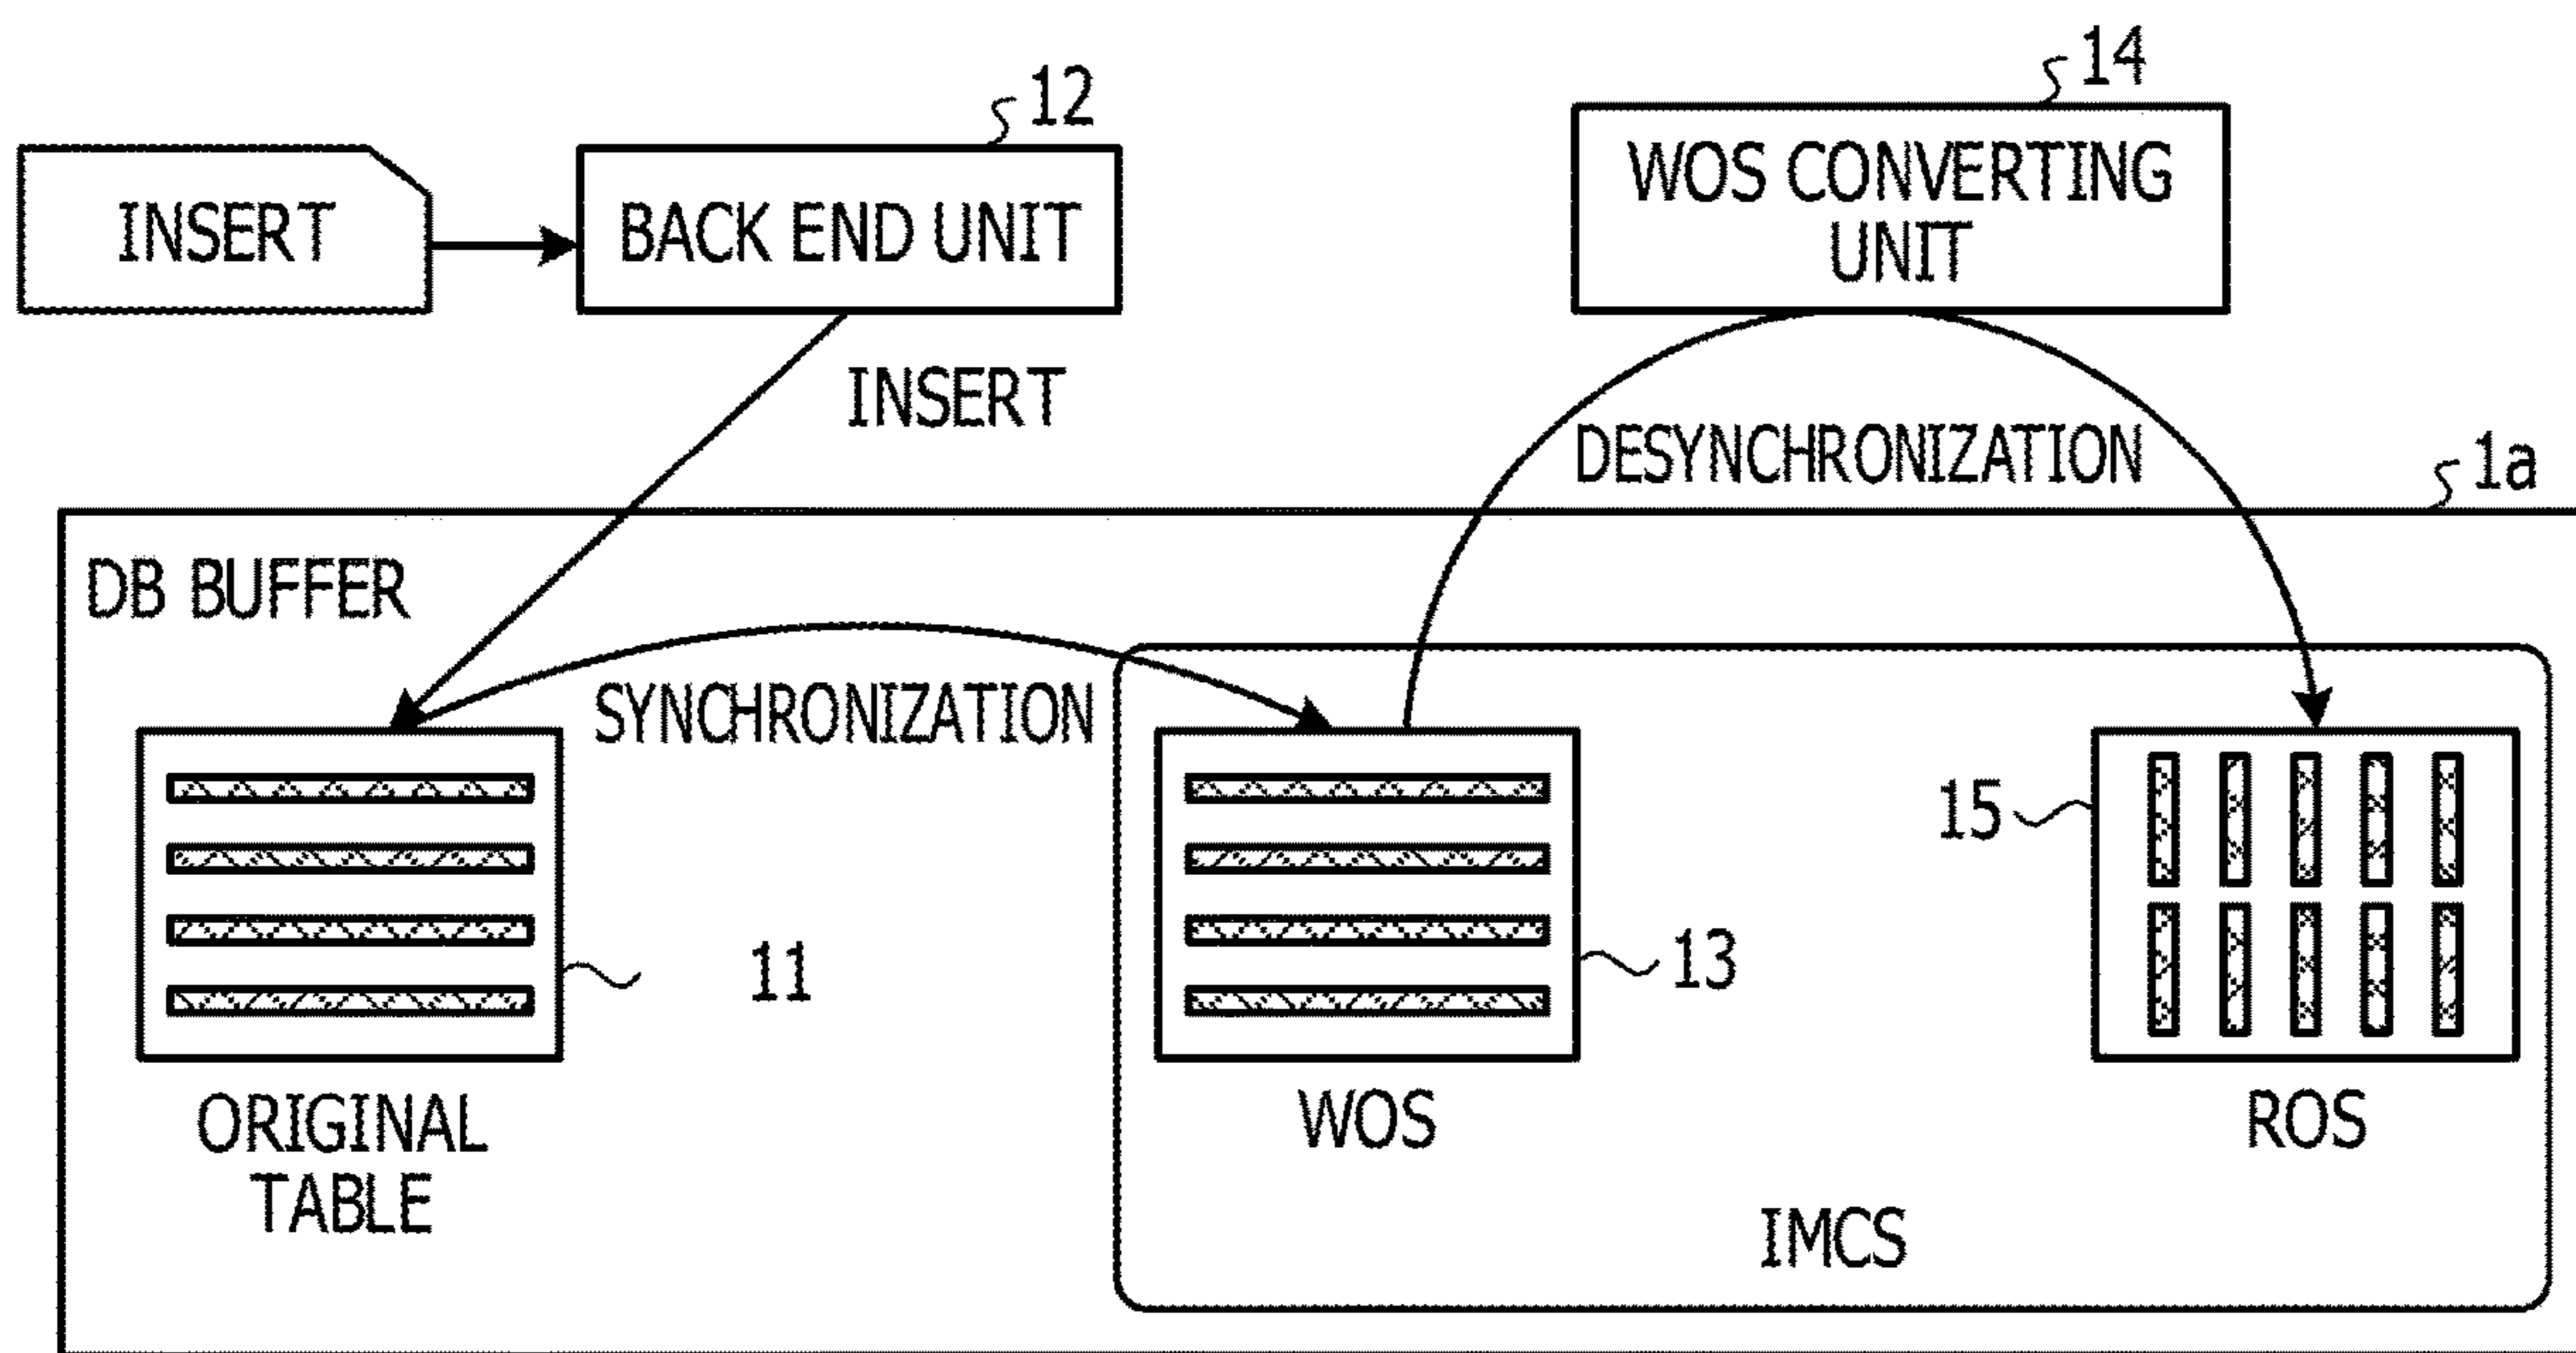 12
14
INSERT
BACK END UNIT
WOS CONVERTING
UNIT
INSERT
DESYNCHRONIZATION
1a
DB BUFFER
SYNCHRONIZATION
15
11
13
ORIGINAL
TABLE
WOS
ROS
IMCS